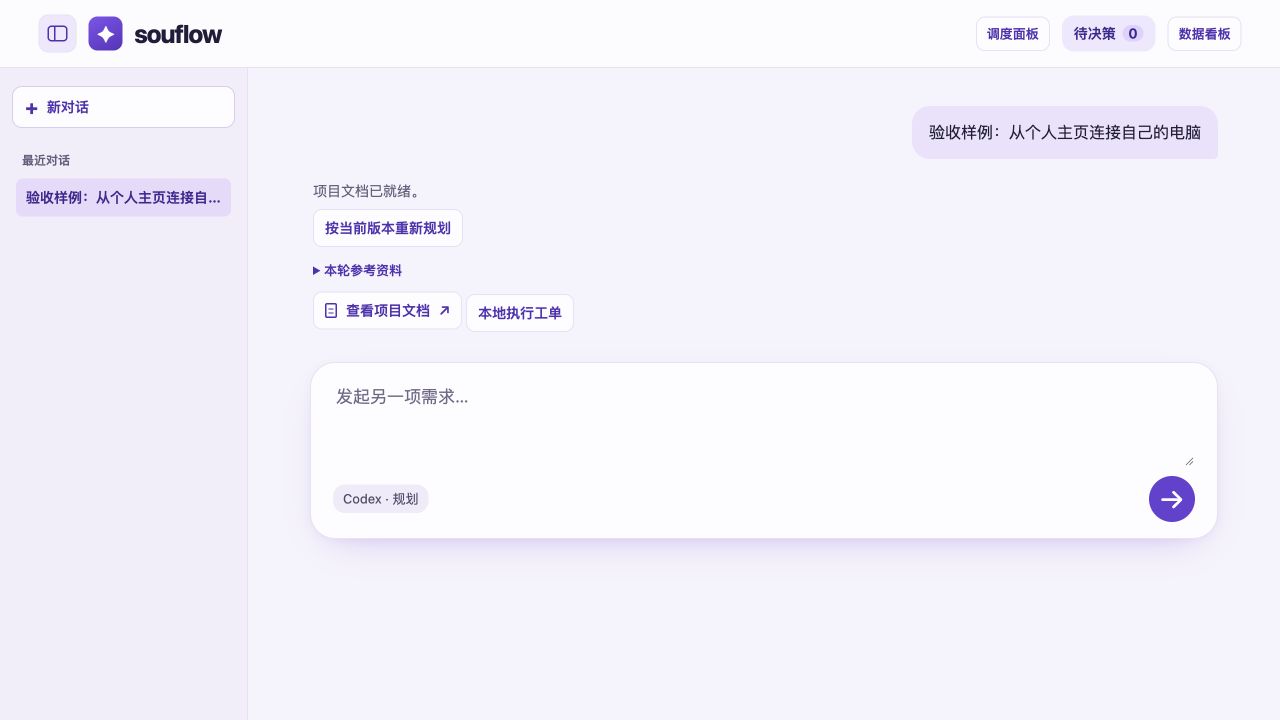 souflow
调度面板
待决策 0
数据看板
+ 新对话
最近对话
验收样例：从个人主页连接自...
验收样例：从个人主页连接自己的电脑
项目文档已就绪。
按当前版本重新规划
本轮参考资料
查看项目文档
本地执行工单
发起另一项需求...
Codex · 规划